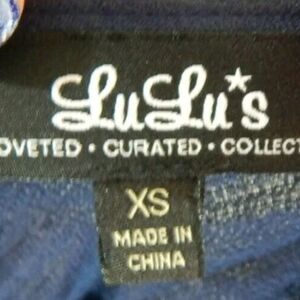 LuLu*s
OVETED • CURATED • COLLECT
XS
MADE IN
CHINA